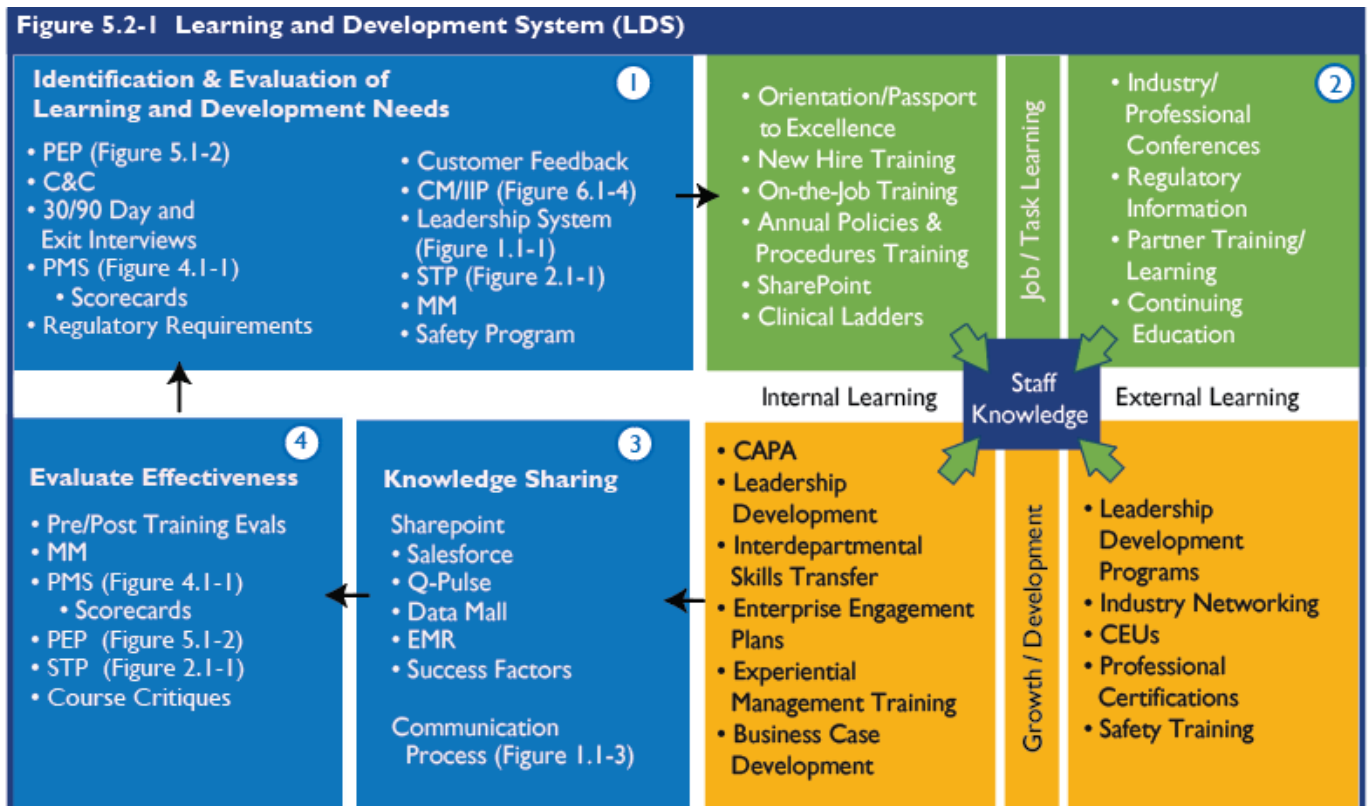 Figure 5.2-1 Learning and Development System (LDS)
Identification & Evaluation of
Learning and Development Needs
1
• PEP (Figure 5.1-2)
• C&C
• 30/90 Day and
Exit Interviews
• PMS (Figure 4.1-1)
• Scorecards
• Regulatory Requirements
• Customer Feedback
• CM/IIP (Figure 6.1-4)
• Leadership System
(Figure 1.1-1)
• STP (Figure 2.1-1)
• MM
• Safety Program
• Orientation/Passport
to Excellence
• New Hire Training
• On-the-Job Training
• Annual Policies &
Procedures Training
• SharePoint
• Clinical Ladders
Job / Task Learning
2
• Industry/
Professional
Conferences
• Regulatory
Information
• Partner Training/
Learning
• Continuing
Education
Internal Learning
Staff
Knowledge
External Learning
4
Evaluate Effectiveness
• Pre/Post Training Evals
• MM
• PMS (Figure 4.1-1)
• Scorecards
• PEP (Figure 5.1-2)
• STP (Figure 2.1-1)
• Course Critiques
3
Knowledge Sharing
Sharepoint
• Salesforce
• Q-Pulse
• Data Mall
• EMR
• Success Factors
Communication
Process (Figure 1.1-3)
• CAPA
• Leadership
Development
• Interdepartmental
Skills Transfer
• Enterprise Engagement
Plans
• Experiential
Management Training
• Business Case
Development
Growth / Development
• Leadership
Development
Programs
• Industry Networking
• CEUs
• Professional
Certifications
• Safety Training